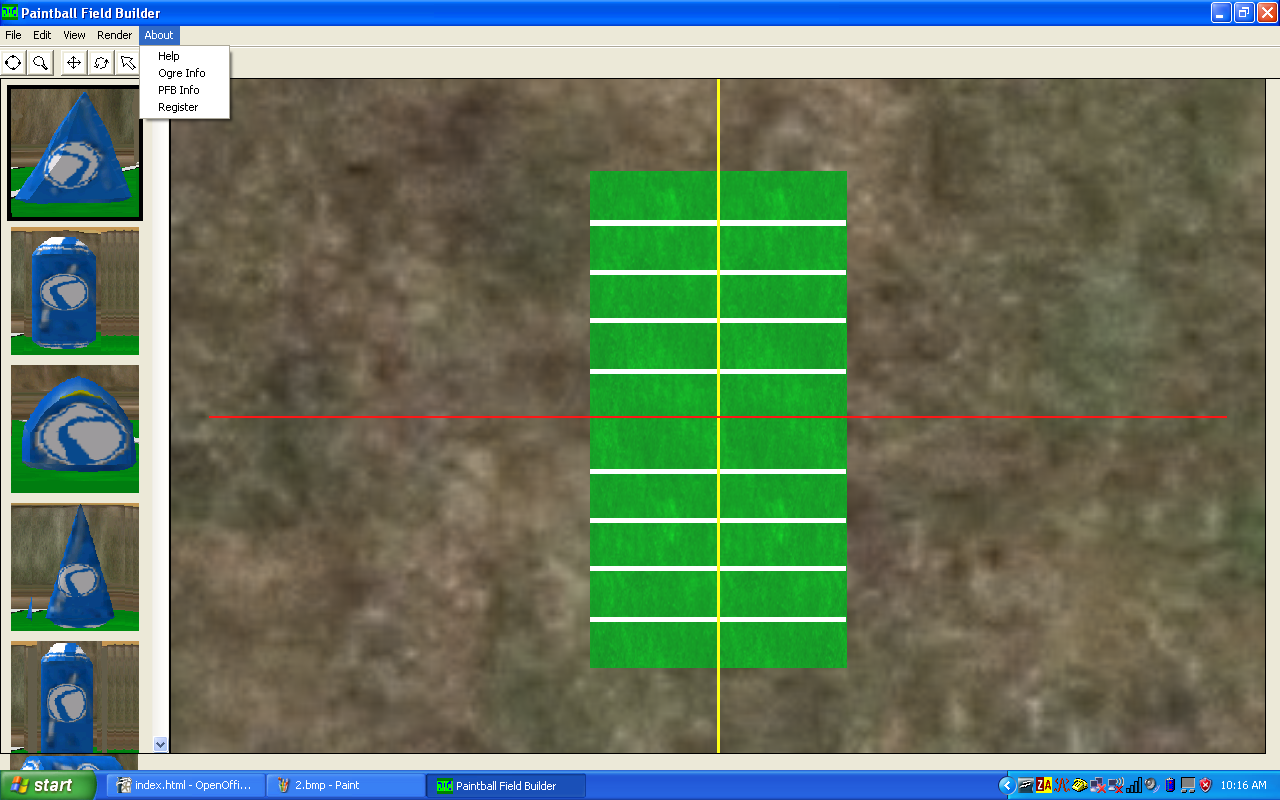 Paintball Field Builder
File Edit View Render About
Help
Ogre Info
PFB Info
Register
start
index.html - OpenOffi...
2.bmp - Paint
Paintball Field Builder
ZA
10:16 AM